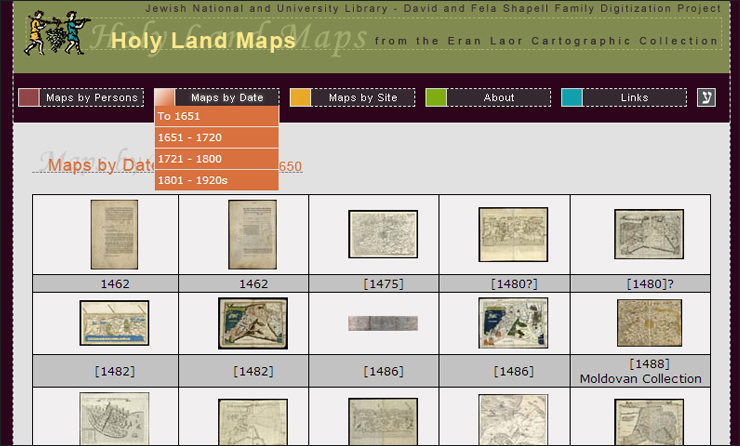 Jewish National and University Library - David and Fela Shapell Family Digitization Project
Holy Land Maps
Holy Land Maps from the Eran Laor Cartographic Collection
Maps by Persons
Maps by Date
Maps by Site
About
Links
ע
To 1651
1651 - 1720
1721 - 1800
1801 - 1920s
Maps by
Maps by Date 650
1462 1462 [1475] [1480?] [1480]?
[1482] [1482] [1486] [1486] [1488]
Moldovan Collection